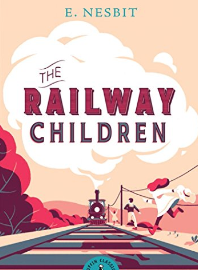 E. NESBIT
THE
RAILWAY
CHILDREN